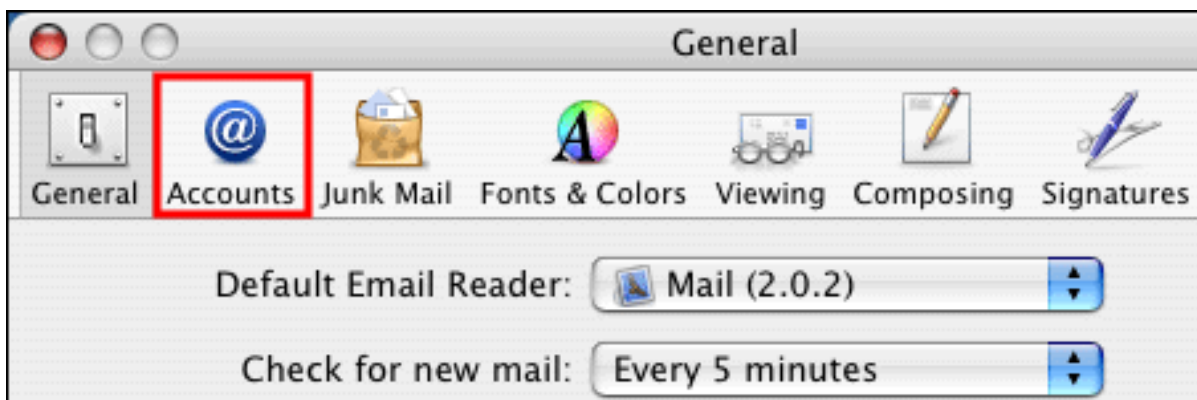 General
General Accounts Junk Mail Fonts & Colors Viewing Composing Signatures
Default Email Reader: Mail (2.0.2)
Check for new mail: Every 5 minutes